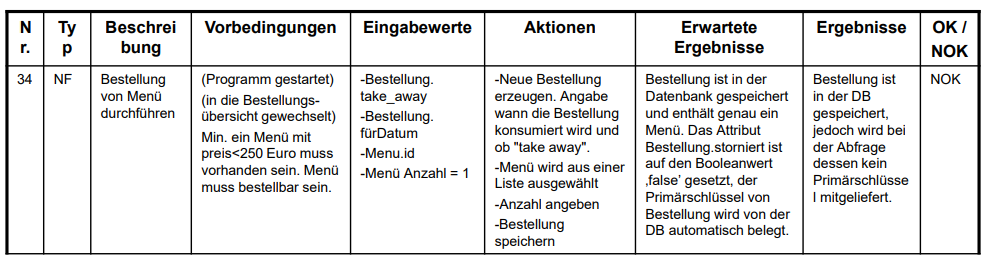 N
r.
Ty
p
Beschrei
bung
Vorbedingungen
Eingabewerte
Aktionen
Erwartete
Ergebnisse
Ergebnisse
OK /
NOK
34
NF
Bestellung
von Menü
durchführen
(Programm gestartet)
(in die Bestellungs-
übersicht gewechselt)
Min. ein Menü mit
preis<250 Euro muss
vorhanden sein. Menü
muss bestellbar sein.
-Bestellung.
take_away
-Bestellung.
fürDatum
-Menu.id
-Menü Anzahl = 1
-Neue Bestellung
erzeugen. Angabe
wann die Bestellung
konsumiert wird und
ob "take away".
-Menü wird aus einer
Liste ausgewählt
-Anzahl angeben
-Bestellung
speichern
Bestellung ist in der
Datenbank gespeichert
und enthält genau ein
Menü. Das Attribut
Bestellung.storniert ist
auf den Booleanwert
‚false’ gesetzt, der
Primärschlüssel von
Bestellung wird von der
DB automatisch belegt.
Bestellung ist
in der DB
gespeichert,
jedoch wird bei
der Abfrage
dessen kein
Primärschlüsse
l mitgeliefert.
NOK